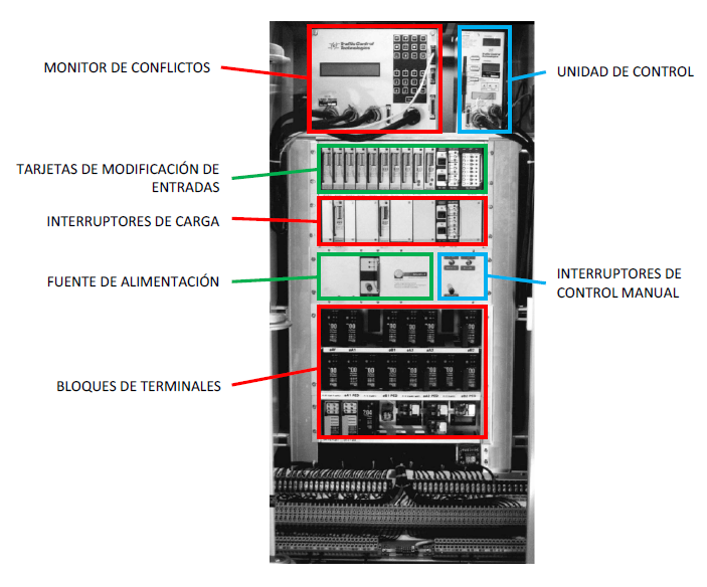 Traffic Control
Technologies
MONITOR DE CONFLICTOS
UNIDAD DE CONTROL
TARJETAS DE MODIFICACIÓN DE
ENTRADAS
INTERRUPTORES DE CARGA
FUENTE DE ALIMENTACIÓN
INTERRUPTORES DE
CONTROL MANUAL
BLOQUES DE TERMINALES